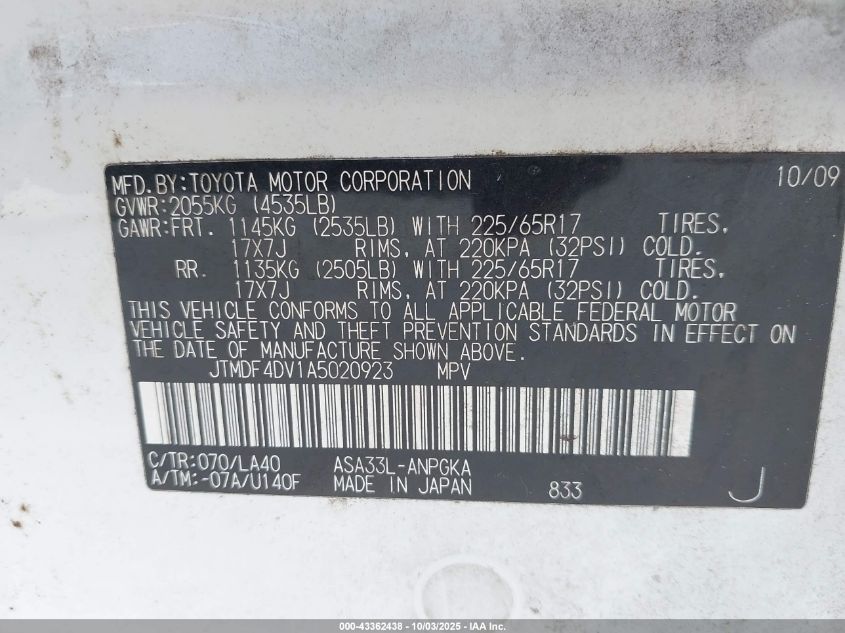 MFD.BY:TOYOTA MOTOR CORPORATION 10/09
GVWR:2055KG (4535LB)
GAWR:FRT. 1145KG (2535LB) WITH 225/65R17 TIRES,
17X7J RIMS, AT 220KPA (32PSI) COLD.
RR. 1135KG (2505LB) WITH 225/65R17 TIRES,
17X7J RIMS, AT 220KPA (32PSI) COLD.
THIS VEHICLE CONFORMS TO ALL APPLICABLE FEDERAL MOTOR
VEHICLE SAFETY AND THEFT PREVENTION STANDARDS IN EFFECT ON
THE DATE OF MANUFACTURE SHOWN ABOVE.
JTMDF4DV1A5020923 MPV
C/TR:070/LA40 ASA33L-ANPGKA
A/TM:-07A/U140F MADE IN JAPAN 833 J
000-43362438 - 10/03/2025 - IAA Inc.